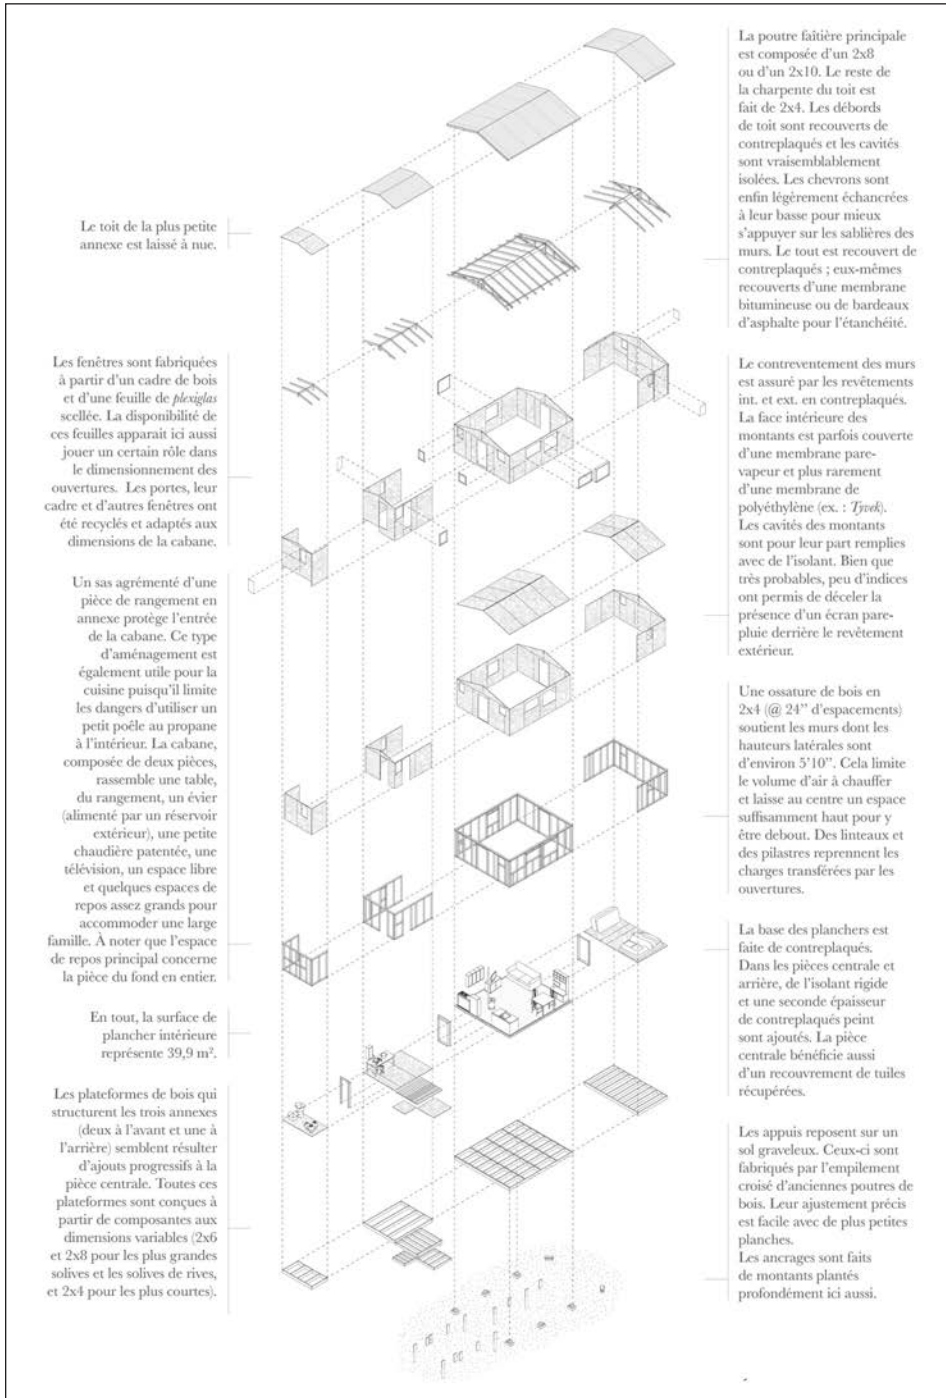 Le toit de la plus petite
annexe est laissé à nue.
Les fenêtres sont fabriquées
à partir d'un cadre de bois
et d'une feuille de plexiglas
scellée. La disponibilité de
ces feuilles apparait ici aussi
jouer un certain rôle dans
le dimensionnement des
ouvertures.  Les portes, leur
cadre et d'autres fenêtres ont
été recyclés et adaptés aux
dimensions de la cabane.
Un sas agrémenté d'une
pièce de rangement en
annexe protège l'entrée
de la cabane. Ce type
d'aménagement est
également utile pour la
cuisine puisqu'il limite
les dangers d'utiliser un
petit poêle au propane
à l'intérieur. La cabane,
composée de deux pièces,
rassemble une table,
du rangement, un évier
(alimenté par un réservoir
extérieur), une petite
chaudière patentée, une
télévision, un espace libre
et quelques espaces de
repos assez grands pour
accommoder une large
famille. À noter que l'espace
de repos principal concerne
la pièce du fond en entier.
En tout, la surface de
plancher intérieure
représente 39,9 m².
Les plateformes de bois qui
structurent les trois annexes
(deux à l'avant et une à
l'arrière) semblent résulter
d'ajouts progressifs à la
pièce centrale. Toutes ces
plateformes sont conçues à
partir de composantes aux
dimensions variables (2x6
et 2x8 pour les plus grandes
solives et les solives de rives,
et 2x4 pour les plus courtes).
La poutre faîtière principale
est composée d'un 2x8
ou d'un 2x10. Le reste de
la charpente du toit est
fait de 2x4. Les débords
de toit sont recouverts de
contreplaqués et les cavités
sont vraisemblablement
isolées. Les chevrons sont
enfin légèrement échancrées
à leur basse pour mieux
s'appuyer sur les sablières des
murs. Le tout est recouvert de
contreplaqués ; eux-mêmes
recouverts d'une membrane
bitumineuse ou de bardeaux
d'asphalte pour l'étanchéité.
Le contreventement des murs
est assuré par les revêtements
int. et ext. en contreplaqués.
La face intérieure des
montants est parfois couverte
d'une membrane pare-
vapeur et plus rarement
d'une membrane de
polyéthylène (ex. : Tyvek).
Les cavités des montants
sont pour leur part remplies
avec de l'isolant. Bien que
très probables, peu d'indices
ont permis de déceler la
présence d'un écran pare-
pluie derrière le revêtement
extérieur.
Une ossature de bois en
2x4 (@ 24'' d'espacements)
soutient les murs dont les
hauteurs latérales sont
d'environ 5'10''. Cela limite
le volume d'air à chauffer
et laisse au centre un espace
suffisamment haut pour y
être debout. Des linteaux et
des pilastres reprennent les
charges transférées par les
ouvertures.
La base des planchers est
faite de contreplaqués.
Dans les pièces centrale et
arrière, de l'isolant rigide
et une seconde épaisseur
de contreplaqués peint
sont ajoutés. La pièce
centrale bénéficie aussi
d'un recouvrement de tuiles
récupérées.
Les appuis reposent sur un
sol graveleux. Ceux-ci sont
fabriqués par l'empilement
croisé d'anciennes poutres de
bois. Leur ajustement précis
est facile avec de plus petites
planches.
Les ancrages sont faits
de montants plantés
profondément ici aussi.